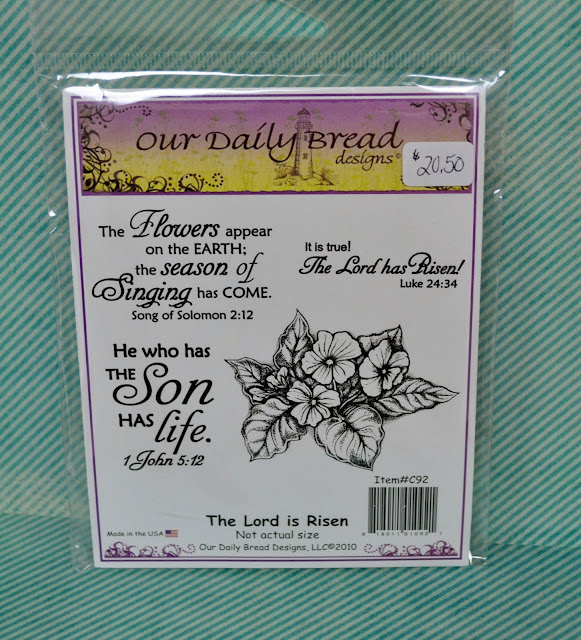 Our Daily Bread
designs©
$20.50
The Flowers appear
on the EARTH;
the season of
Singing has COME.
Song of Solomon 2:12
It is true!
The Lord has Risen!
Luke 24:34
He who has
THE Son
HAS life.
1 John 5:12
Item#C92
The Lord is Risen
Not actual size
Made in the USA
Our Daily Bread Designs, LLC©2010